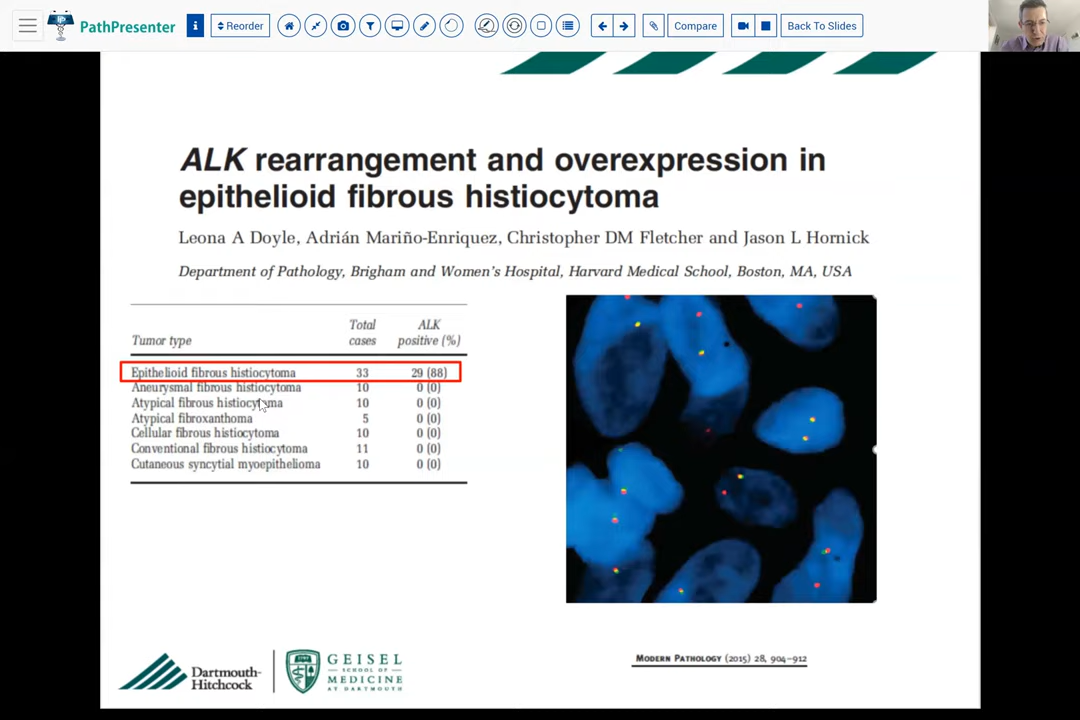 PathPresenter
Reorder
Compare
Back To Slides
ALK rearrangement and overexpression in
epithelioid fibrous histiocytoma
Leona A Doyle, Adrián Mariño-Enriquez, Christopher DM Fletcher and Jason L Hornick
Department of Pathology, Brigham and Women's Hospital, Harvard Medical School, Boston, MA, USA
Total ALK
Tumor type cases positive (%)
Epithelioid fibrous histiocytoma 33 29 (88)
Aneurysmal fibrous histiocytoma 10 0 (0)
Atypical fibrous histiocytoma 10 0 (0)
Atypical fibroxanthoma 5 0 (0)
Cellular fibrous histiocytoma 10 0 (0)
Conventional fibrous histiocytoma 11 0 (0)
Cutaneous syncytial myoepithelioma 10 0 (0)
Dartmouth-
Hitchcock
GEISEL
SCHOOL OF
MEDICINE
AT DARTMOUTH
MODERN PATHOLOGY (2015) 28, 904–912